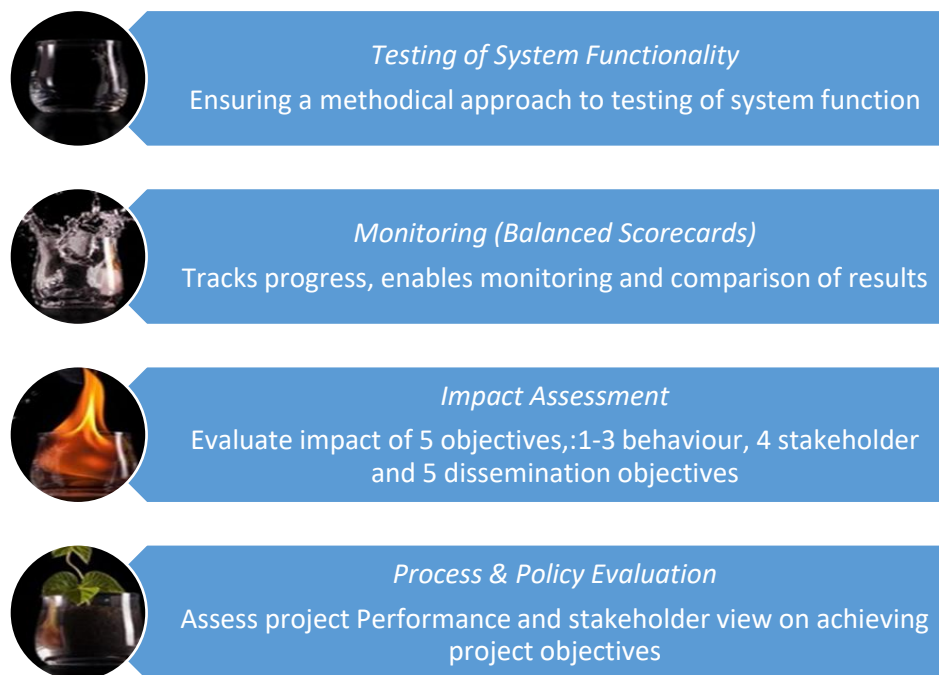 Testing of System Functionality
Ensuring a methodical approach to testing of system function
Monitoring (Balanced Scorecards)
Tracks progress, enables monitoring and comparison of results
Impact Assessment
Evaluate impact of 5 objectives,:1-3 behaviour, 4 stakeholder
and 5 dissemination objectives
Process & Policy Evaluation
Assess project Performance and stakeholder view on achieving
project objectives